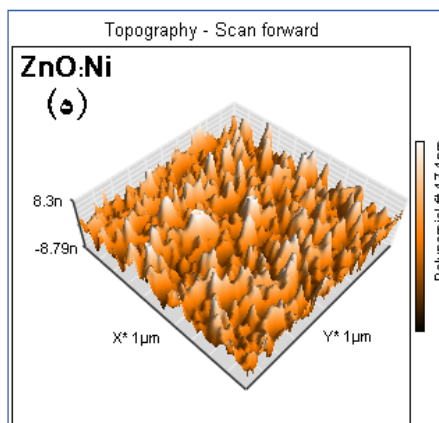 Topography - Scan forward
ZnO:Ni
(ه)
8.3n
-8.79n
X* 1µm
Y* 1µm